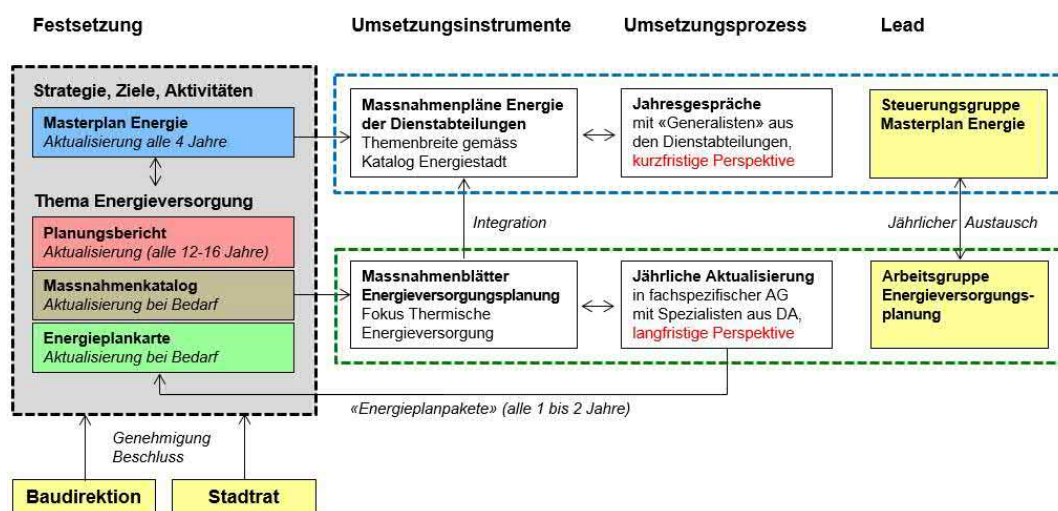 Festsetzung
Umsetzungsinstrumente
Umsetzungsprozess
Lead
Strategie, Ziele, Aktivitäten
Masterplan Energie
Aktualisierung alle 4 Jahre
Massnahmenpläne Energie
der Dienstabteilungen
Themenbreite gemäss
Katalog Energiestadt
Jahresgespräche
mit «Generalisten» aus
den Dienstabteilungen,
kurzfristige Perspektive
Steuerungsgruppe
Masterplan Energie
Thema Energieversorgung
Integration
Jährlicher Austausch
Planungsbericht
Aktualisierung (alle 12-16 Jahre)
Massnahmenkatalog
Aktualisierung bei Bedarf
Energieplankarte
Aktualisierung bei Bedarf
Massnahmenblätter
Energieversorgungsplanung
Fokus Thermische
Energieversorgung
Jährliche Aktualisierung
in fachspezifischer AG
mit Spezialisten aus DA,
langfristige Perspektive
Arbeitsgruppe
Energieversorgungs-
planung
«Energieplanpakete» (alle 1 bis 2 Jahre)
Genehmigung
Beschluss
Baudirektion
Stadtrat